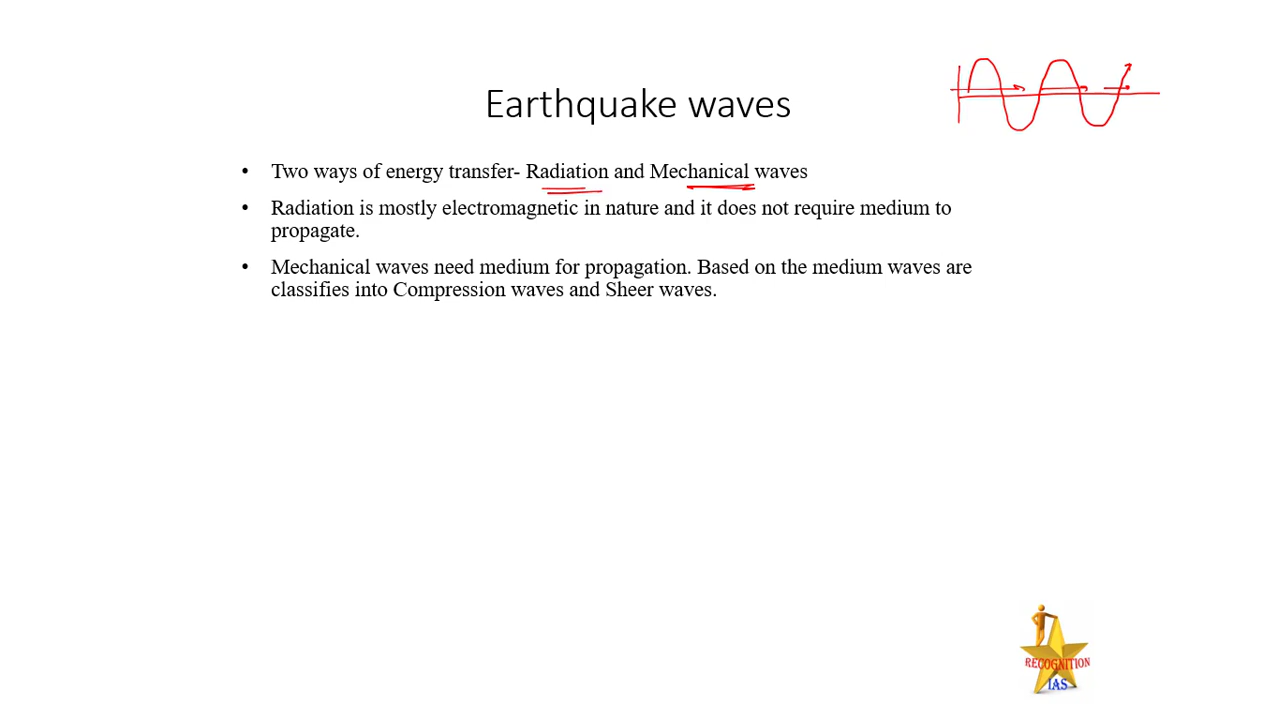 Earthquake waves
• Two ways of energy transfer- Radiation and Mechanical waves
• Radiation is mostly electromagnetic in nature and it does not require medium to
propagate.
• Mechanical waves need medium for propagation. Based on the medium waves are
classifies into Compression waves and Sheer waves.
RECOGNITION
IAS